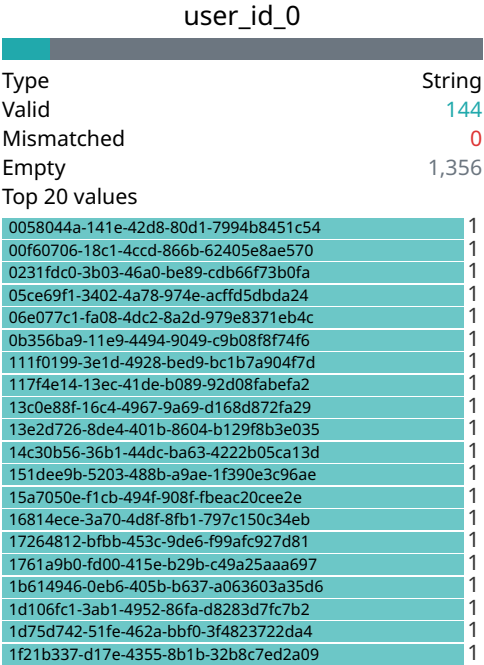 user_id_0
Type String
Valid 144
Mismatched 0
Empty 1,356
Top 20 values
0058044a-141e-42d8-80d1-7994b8451c54 1
00f60706-18c1-4ccd-866b-62405e8ae570 1
0231fdc0-3b03-46a0-be89-cdb66f73b0fa 1
05ce69f1-3402-4a78-974e-acffd5dbda24 1
06e077c1-fa08-4dc2-8a2d-979e8371eb4c 1
0b356ba9-11e9-4494-9049-c9b08f8f74f6 1
111f0199-3e1d-4928-bed9-bc1b7a904f7d 1
117f4e14-13ec-41de-b089-92d08fabefa2 1
13c0e88f-16c4-4967-9a69-d168d872fa29 1
13e2d726-8de4-401b-8604-b129f8b3e035 1
14c30b56-36b1-44dc-ba63-4222b05ca13d 1
151dee9b-5203-488b-a9ae-1f390e3c96ae 1
15a7050e-f1cb-494f-908f-fbeac20cee2e 1
16814ece-3a70-4d8f-8fb1-797c150c34eb 1
17264812-bfbb-453c-9de6-f99afc927d81 1
1761a9b0-fd00-415e-b29b-c49a25aaa697 1
1b614946-0eb6-405b-b637-a063603a35d6 1
1d106fc1-3ab1-4952-86fa-d8283d7fc7b2 1
1d75d742-51fe-462a-bbf0-3f4823722da4 1
1f21b337-d17e-4355-8b1b-32b8c7ed2a09 1